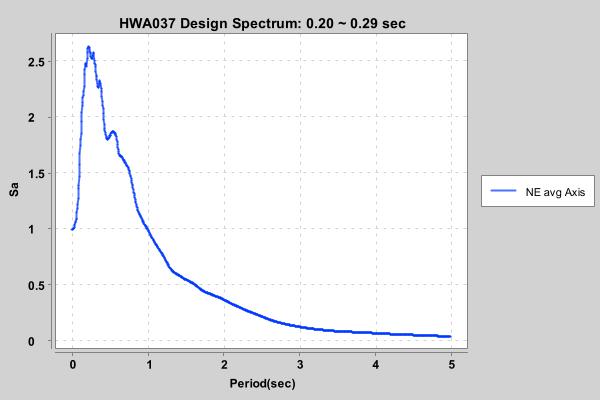 HWA037 Design Spectrum: 0.20 ~ 0.29 sec
2.5
2
1.5
1
0.5
0
Sa
0 1 2 3 4 5
Period(sec)
NE avg Axis